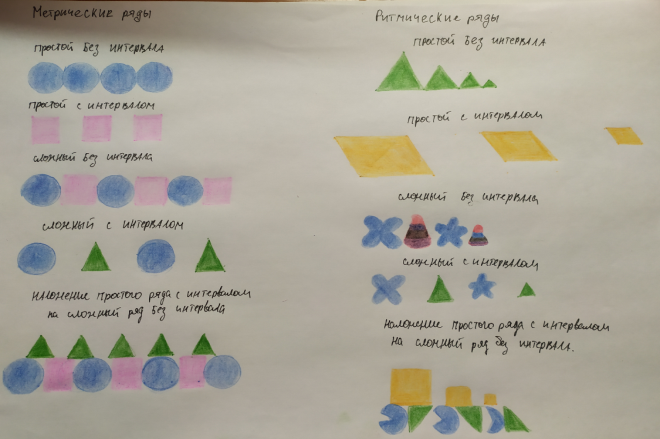 Метрические ряды
простой без интервала
простой с интервалом
сложный без интервала
сложный с интервалом
наложение простого ряда с интервалом
на сложный ряд без интервала
Ритмические ряды
простой без интервала
простой с интервалом
сложный без интервала
сложный с интервалом
наложение простого ряда с интервалом
на сложный ряд без интервала.